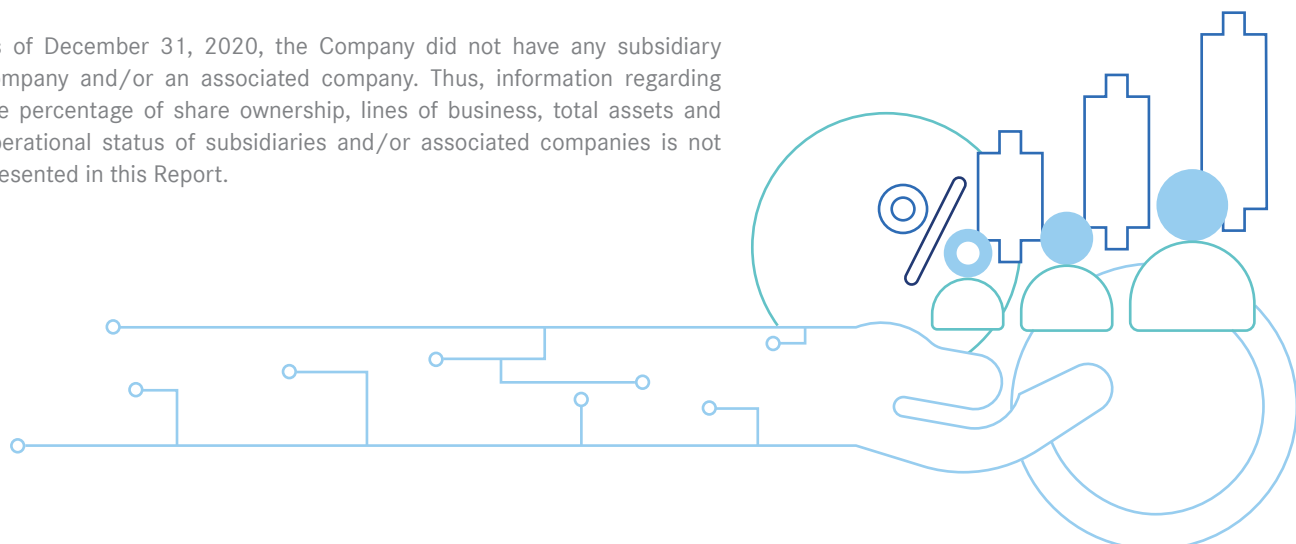 s of December 31, 2020, the Company did not have any subsidiary
ompany and/or an associated company. Thus, information regarding
e percentage of share ownership, lines of business, total assets and
perational status of subsidiaries and/or associated companies is not
esented in this Report.
%